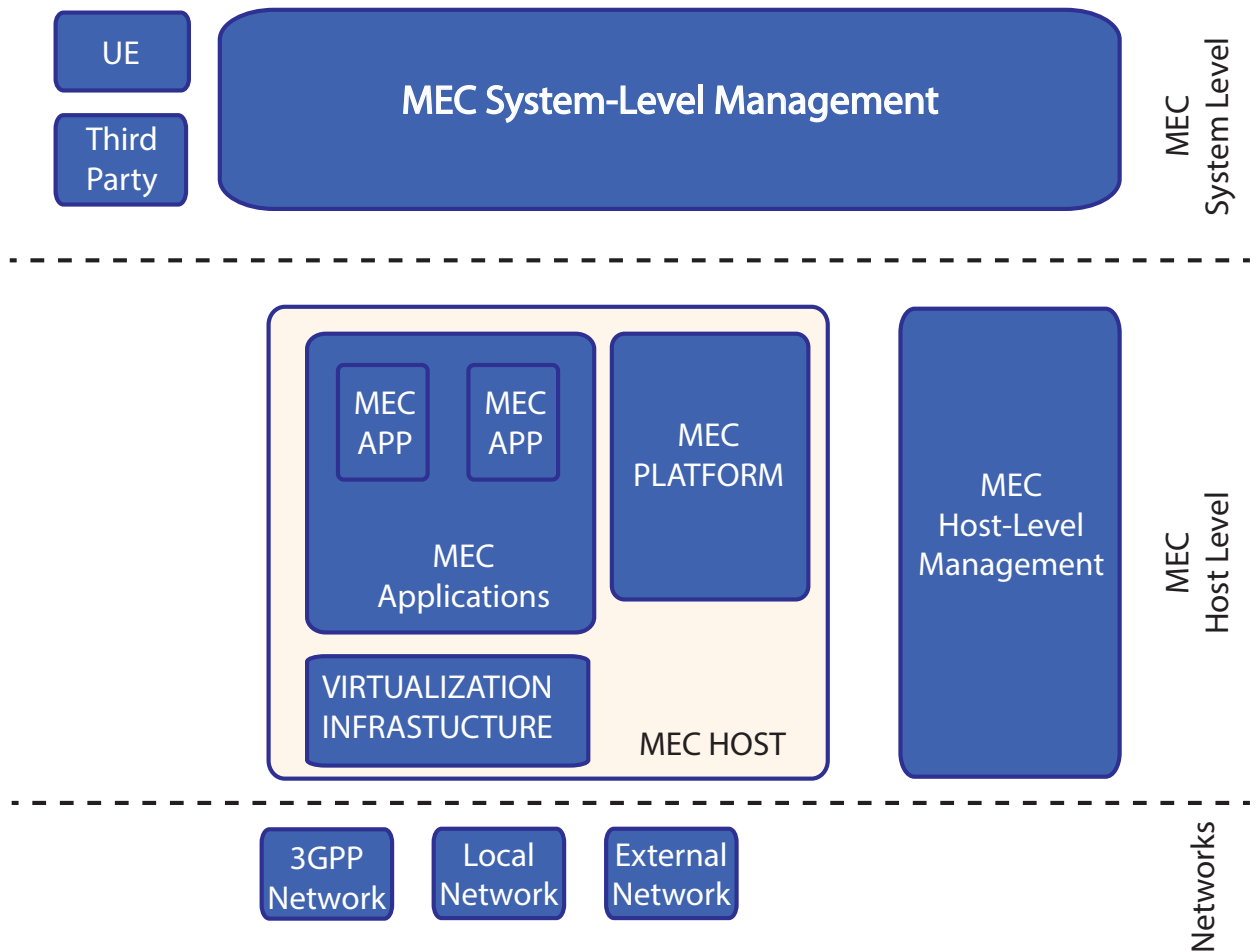 UE
Third
Party
MEC System-Level Management
MEC
System Level
MEC
APP
MEC
APP
MEC
Applications
MEC
PLATFORM
VIRTUALIZATION
INFRASTUCTURE
MEC HOST
MEC
Host-Level
Management
MEC
Host Level
3GPP
Network
Local
Network
External
Network
Networks